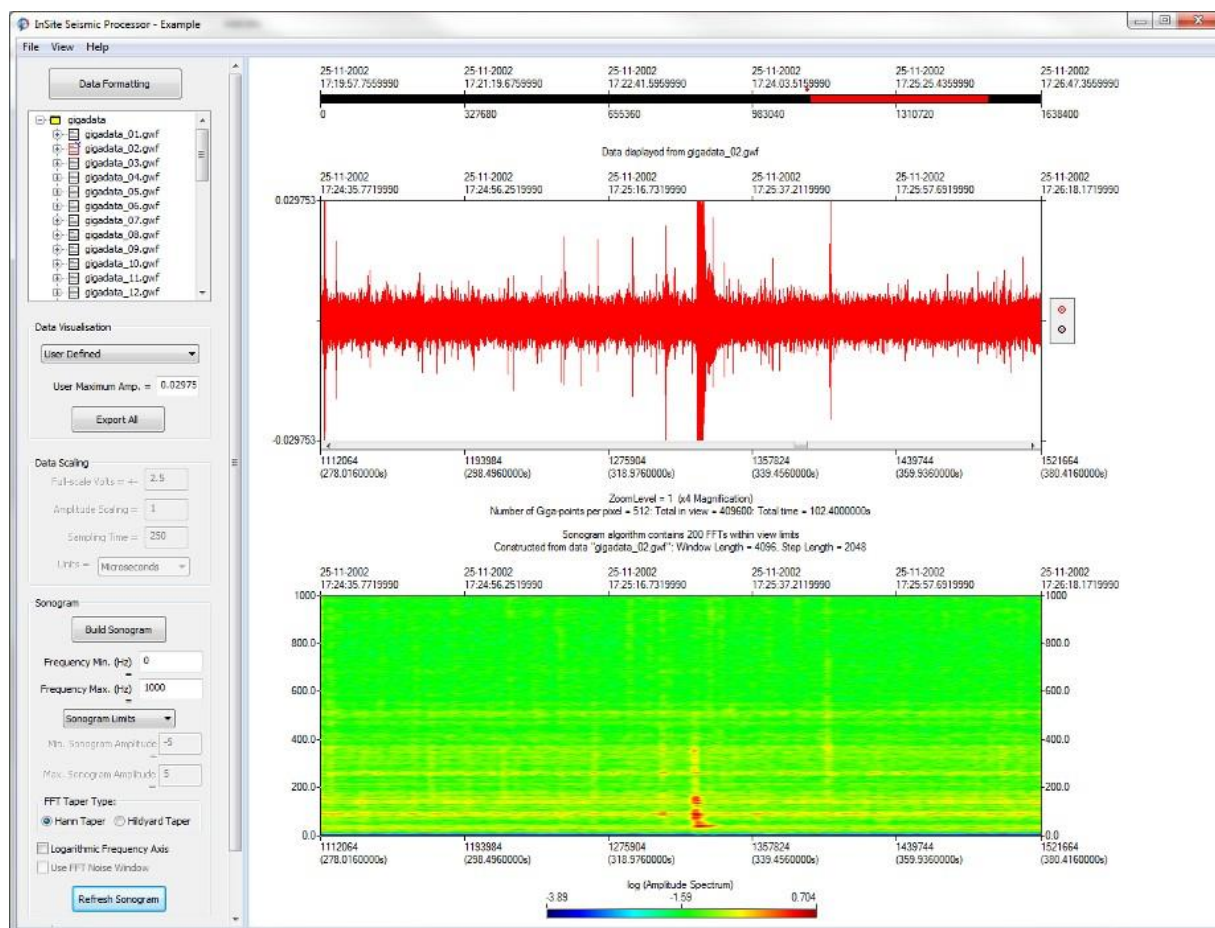 InSite Seismic Processor - Example
File View Help
Data Formatting
gigadata
gigadata_01.gwf
gigadata_02.gwf
gigadata_03.gwf
gigadata_04.gwf
gigadata_05.gwf
gigadata_06.gwf
gigadata_07.gwf
gigadata_08.gwf
gigadata_09.gwf
gigadata_10.gwf
gigadata_11.gwf
gigadata_12.gwf
Data Visualisation
User Defined
User Maximum Amp. = 0.02975
Export All
Data Scaling
Full-scale Volts = +- 2.5
Amplitude Scaling = 1
Sampling Time = 250
Units = Microseconds
Sonogram
Build Sonogram
Frequency Min. (Hz) = 0
Frequency Max. (Hz) = 1000
Sonogram Limits
Min. Sonogram Amplitude = -5
Max. Sonogram Amplitude = 5
FFT Taper Type:
Hann Taper Hildyard Taper
Logarithmic Frequency Axis
Use FFT Noise Window
Refresh Sonogram
25-11-2002 25-11-2002 25-11-2002 25-11-2002 25-11-2002 25-11-2002
17:19:57.7559990 17:21:19.6759990 17:22:41.5959990 17:24:03.5159990 17:25:25.4359990 17:26:47.3559990
0 327680 655360 983040 1310720 1638400
Data displayed from gigadata_02.gwf
25-11-2002 25-11-2002 25-11-2002 25-11-2002 25-11-2002 25-11-2002
17:24:35.7719990 17:24:56.2519990 17:25:16.7319990 17:25:37.2119990 17:25:57.6919990 17:26:18.1719990
0.029753
-0.029753
1112064 1193984 1275904 1357824 1439744 1521664
(278.0160000s) (298.4960000s) (318.9760000s) (339.4560000s) (359.9360000s) (380.4160000s)
ZoomLevel = 1 (x4 Magnification)
Number of Giga-points per pixel = 512: Total in view = 409600: Total time = 102.4000000s
Sonogram algorithm contains 200 FFTs within view limits
Constructed from data "gigadata_02.gwf"; Window Length = 4096, Step Length = 2048
25-11-2002 25-11-2002 25-11-2002 25-11-2002 25-11-2002 25-11-2002
17:24:35.7719990 17:24:56.2519990 17:25:16.7319990 17:25:37.2119990 17:25:57.6919990 17:26:18.1719990
1000 1000
800.0 800.0
600.0 600.0
400.0 400.0
200.0 200.0
0.0 0.0
1112064 1193984 1275904 1357824 1439744 1521664
(278.0160000s) (298.4960000s) (318.9760000s) (339.4560000s) (359.9360000s) (380.4160000s)
log (Amplitude Spectrum)
-3.89 -1.59 0.704